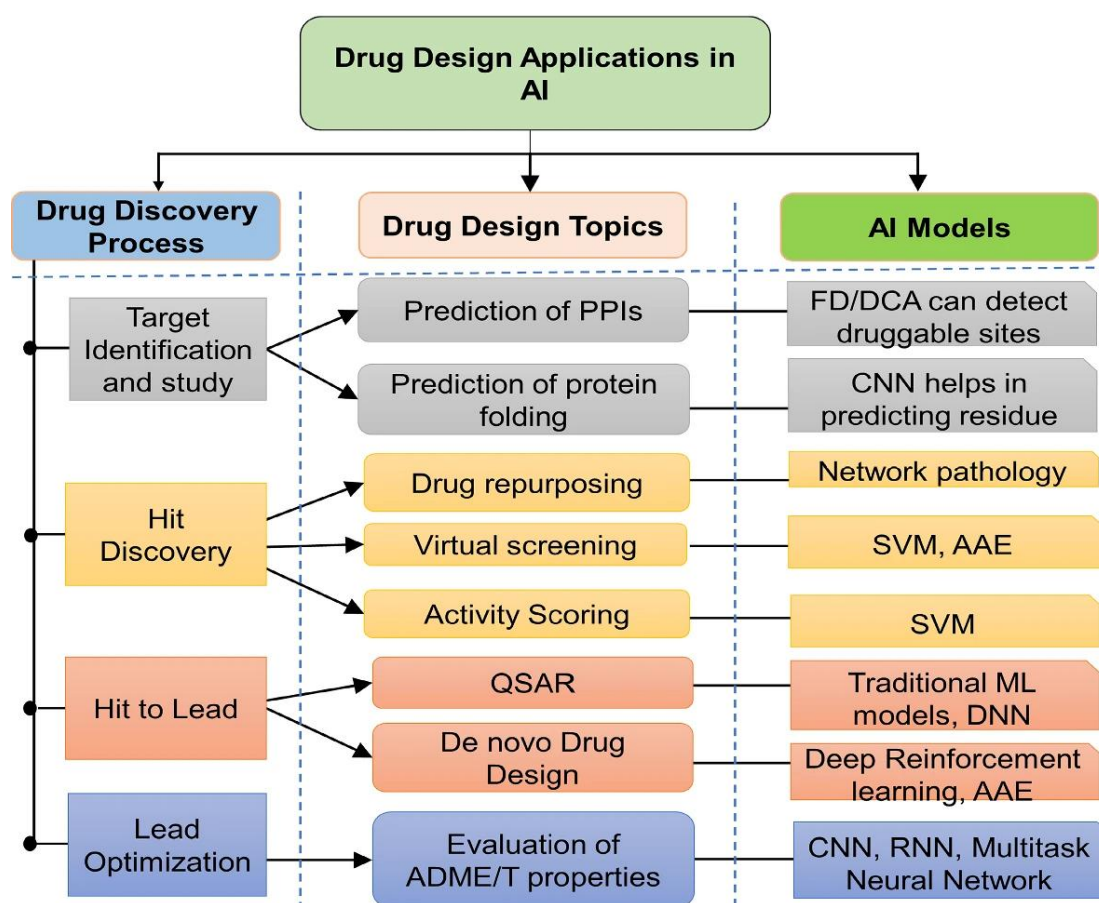 Drug Design Applications in
AI
Drug Discovery
Process
Drug Design Topics
AI Models
Target
Identification
and study
Prediction of PPIs
FD/DCA can detect
druggable sites
Prediction of protein
folding
CNN helps in
predicting residue
Hit
Discovery
Drug repurposing
Network pathology
Virtual screening
SVM, AAE
Activity Scoring
SVM
Hit to Lead
QSAR
Traditional ML
models, DNN
De novo Drug
Design
Deep Reinforcement
learning, AAE
Lead
Optimization
Evaluation of
ADME/T properties
CNN, RNN, Multitask
Neural Network